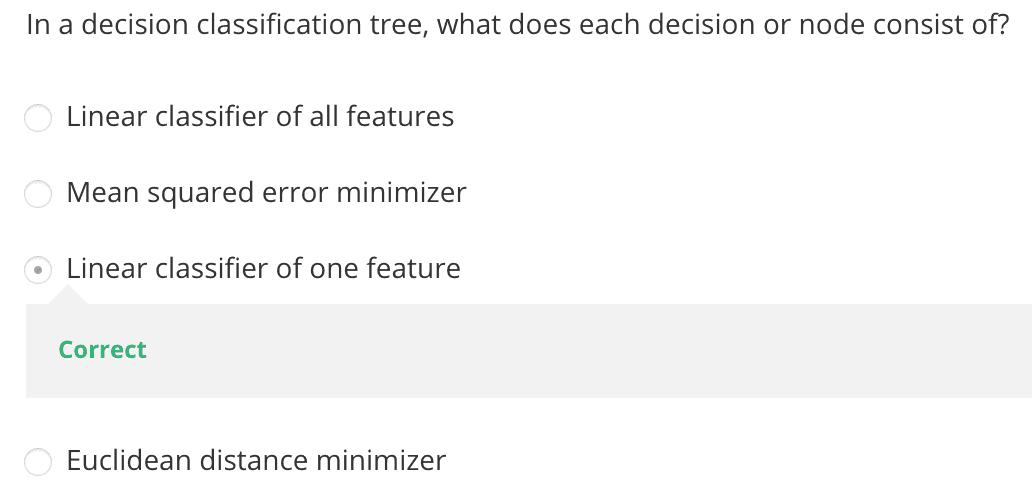 In a decision classification tree, what does each decision or node consist of?
Linear classifier of all features
Mean squared error minimizer
Linear classifier of one feature
Correct
Euclidean distance minimizer